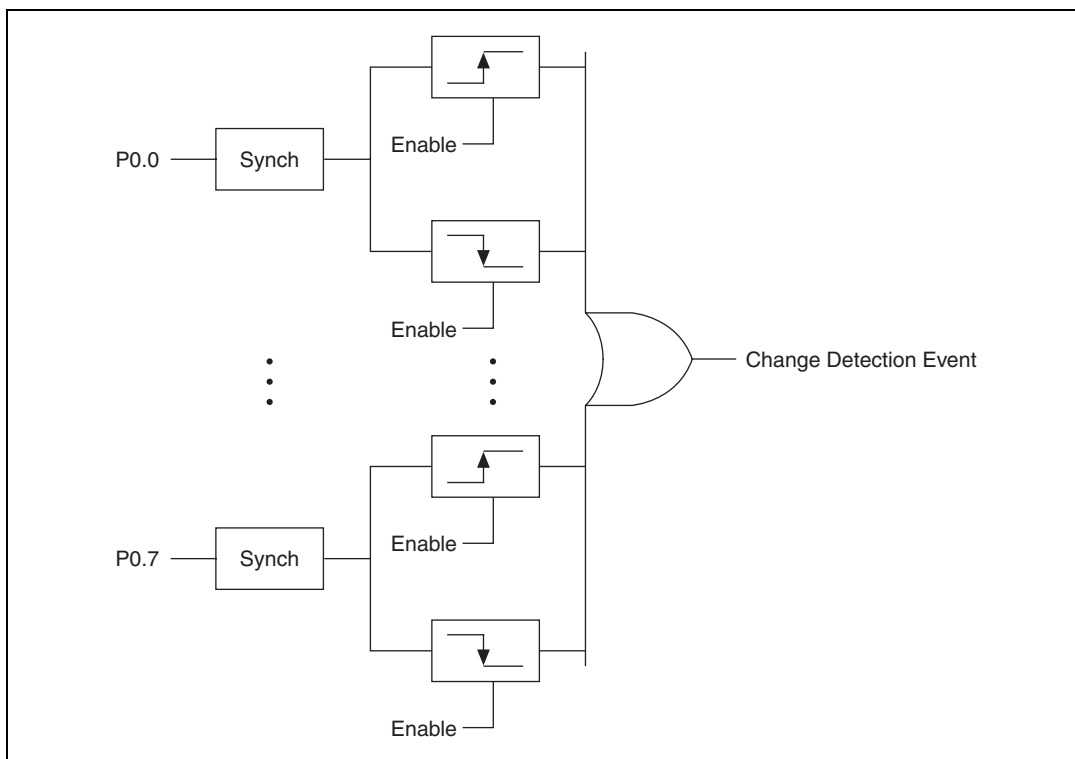 Enable
P0.0
Synch
Enable
Change Detection Event
Enable
P0.7
Synch
Enable